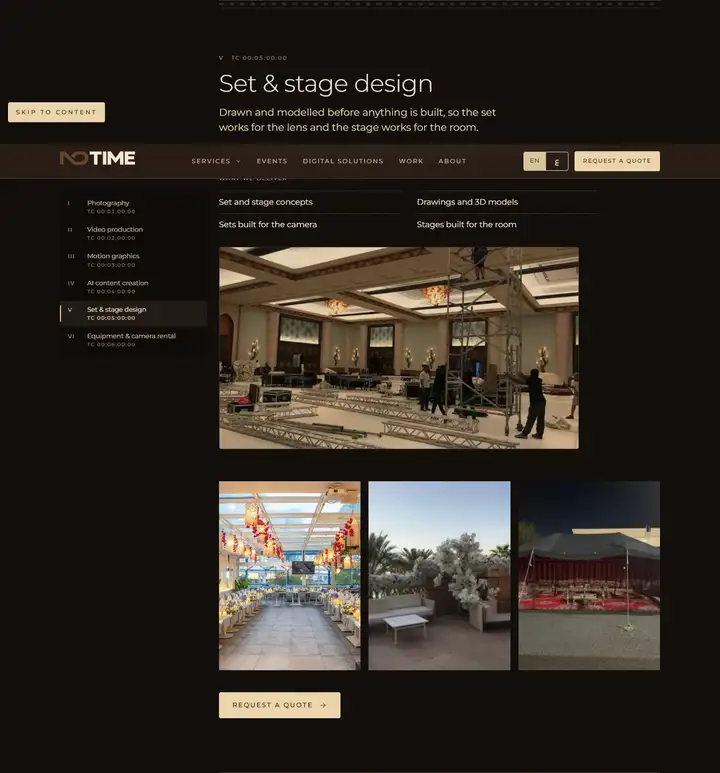 V TC 00:05:00:00
Set & stage design
SKIP TO CONTENT
Drawn and modelled before anything is built, so the set
works for the lens and the stage works for the room.
NOTIME
SERVICES
EVENTS
DIGITAL SOLUTIONS
WORK
ABOUT
EN
ع
REQUEST A QUOTE
WHAT WE DELIVER
I Photography
TC 00:01:00:00
II Video production
TC 00:02:00:00
III Motion graphics
TC 00:03:00:00
IV AI content creation
TC 00:04:00:00
V Set & stage design
TC 00:05:00:00
VI Equipment & camera rental
TC 00:06:00:00
Set and stage concepts
Drawings and 3D models
Sets built for the camera
Stages built for the room
REQUEST A QUOTE →